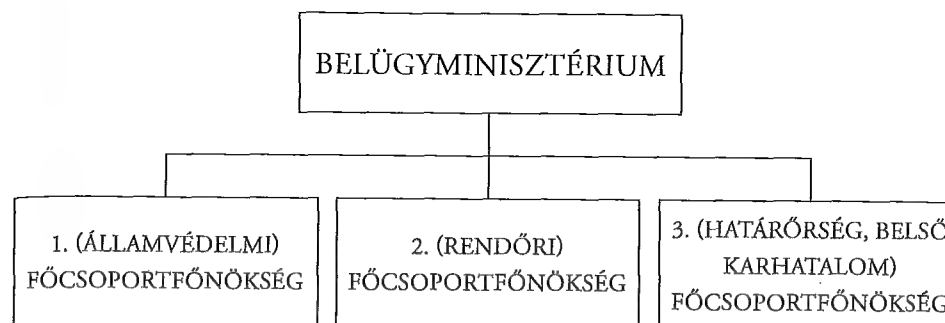 BELÜGYMINISZTÉRIUM
1. (ÁLLAMVÉDELMI)
FŐCSOPORTFŐNÖKSÉG
2. (RENDŐRI)
FŐCSOPORTFŐNÖKSÉG
3. (HATÁRŐRSÉG, BELSŐ
KARHATALOM)
FŐCSOPORTFŐNÖKSÉG